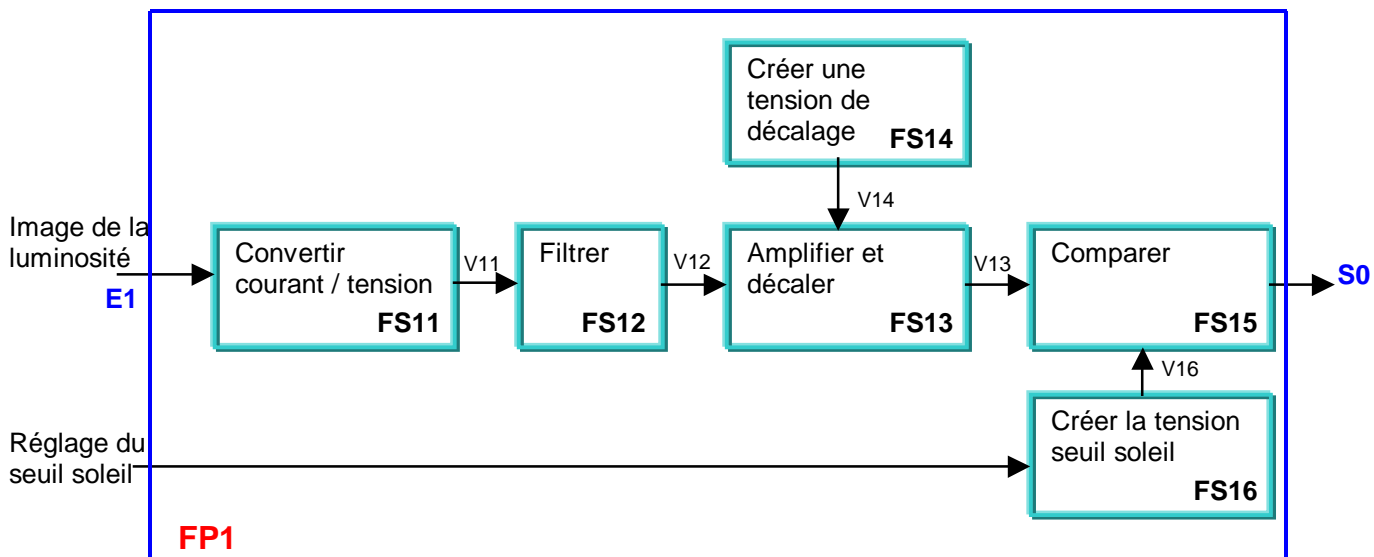 Créer une
tension de
décalage
FS14
V14
Image de la
luminosité
E1
Convertir
courant / tension
FS11
V11
Filtrer
FS12
V12
Amplifier et
décaler
FS13
V13
Comparer
FS15
S0
V16
Réglage du
seuil soleil
Créer la tension
seuil soleil
FS16
FP1